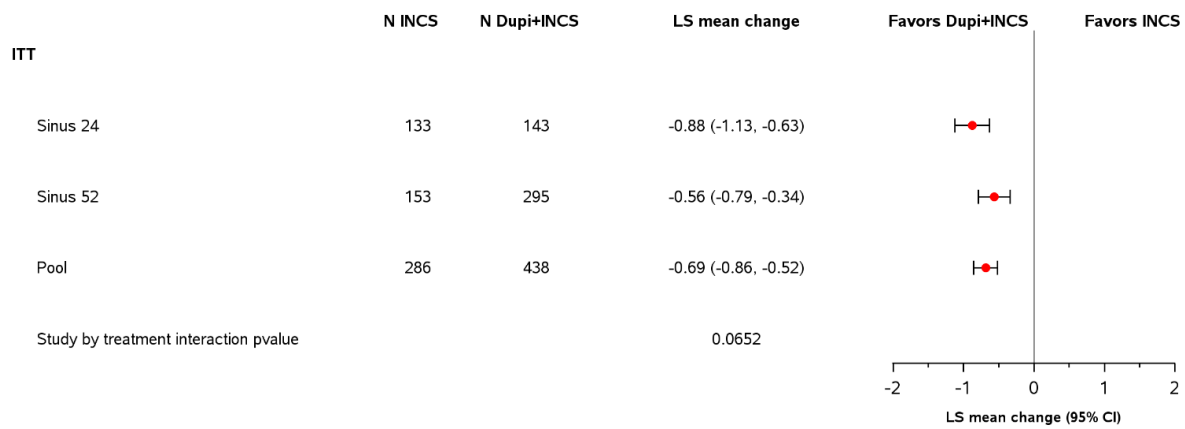 N INCS N Dupi+INCS LS mean change Favors Dupi+INCS Favors INCS
ITT
Sinus 24 133 143 -0.88 (-1.13, -0.63)
Sinus 52 153 295 -0.56 (-0.79, -0.34)
Pool 286 438 -0.69 (-0.86, -0.52)
Study by treatment interaction pvalue 0.0652
-2 -1 0 1 2
LS mean change (95% CI)